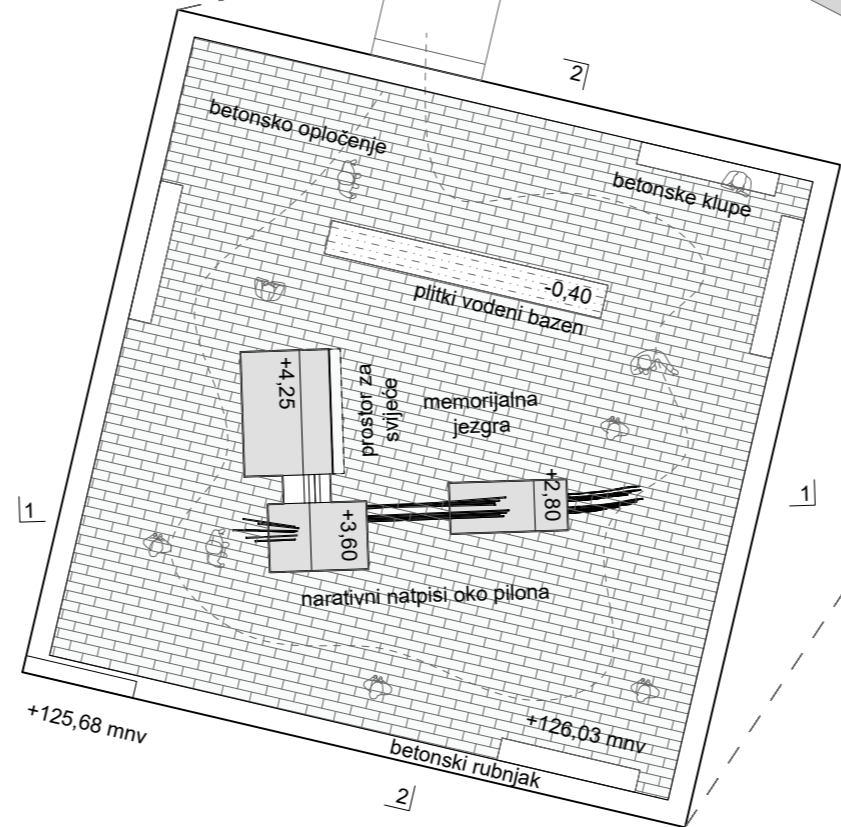 2
betonsko opločenje
betonske klupe
-0,40
plitki vodeni bazen
+4,25
prostor za
svijeće
memorijalna
jezgra
+2,80
1
1
+3,60
narativni natpisi oko pilona
+125,68 mnv
+126,03 mnv
betonski rubnjak
2